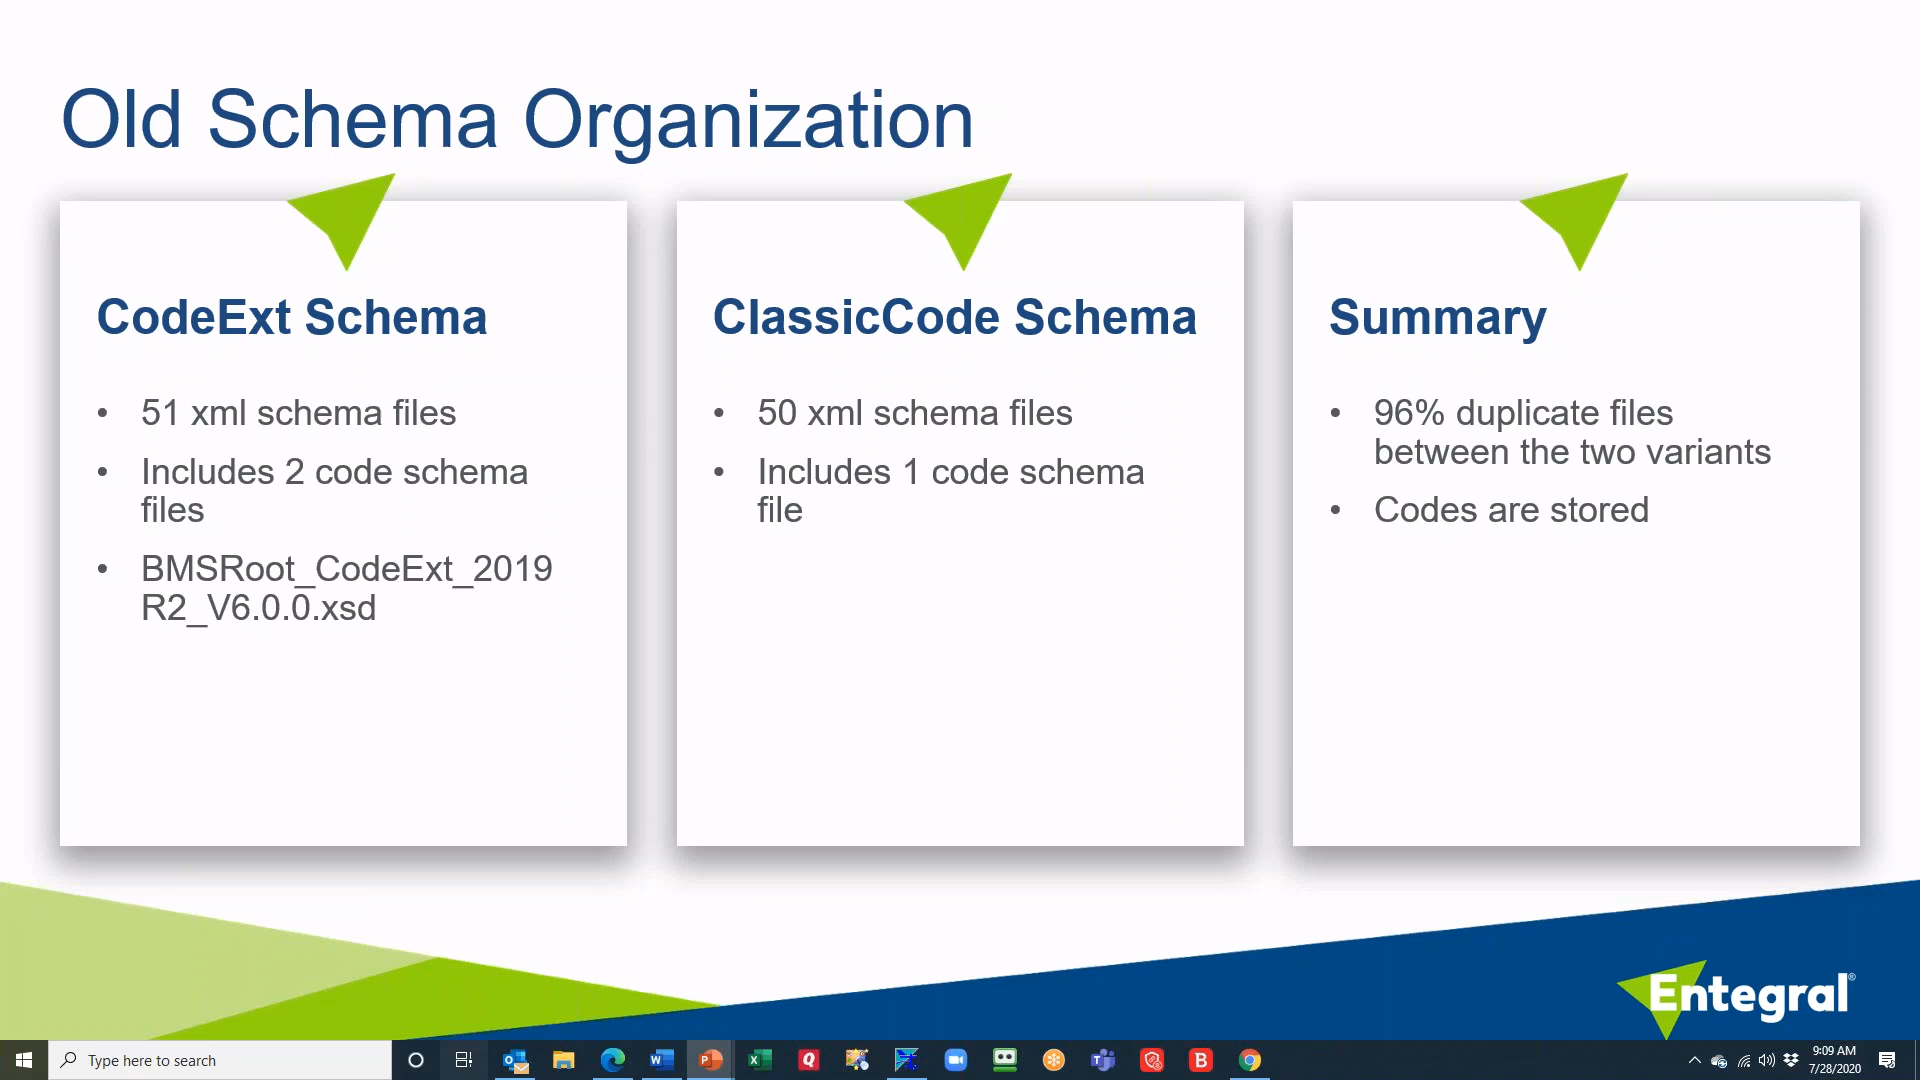 Old Schema Organization
CodeExt Schema
• 51 xml schema files
• Includes 2 code schema
files
• BMSRoot_CodeExt_2019
R2_V6.0.0.xsd
ClassicCode Schema
• 50 xml schema files
• Includes 1 code schema
file
Summary
• 96% duplicate files
between the two variants
• Codes are stored
Entegral®
Type here to search
9:09 AM
7/28/2020